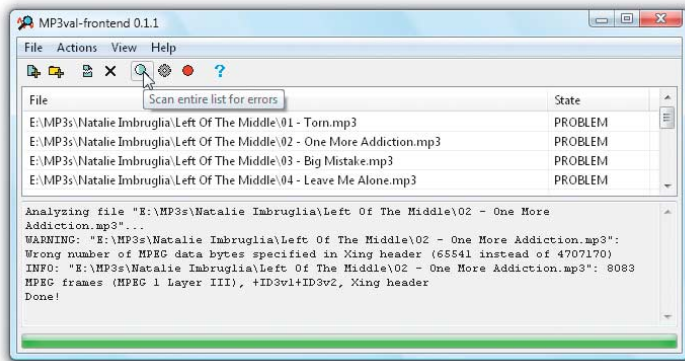 MP3val-frontend 0.1.1
File Actions View Help
Scan entire list for errors
File State
E:\MP3s\Natalie Imbruglia\Left Of The Middle\01 - Torn.mp3 PROBLEM
E:\MP3s\Natalie Imbruglia\Left Of The Middle\02 - One More Addiction.mp3 PROBLEM
E:\MP3s\Natalie Imbruglia\Left Of The Middle\03 - Big Mistake.mp3 PROBLEM
E:\MP3s\Natalie Imbruglia\Left Of The Middle\04 - Leave Me Alone.mp3 PROBLEM
Analyzing file "E:\MP3s\Natalie Imbruglia\Left Of The Middle\02 - One More
Addiction.mp3"...
WARNING: "E:\MP3s\Natalie Imbruglia\Left Of The Middle\02 - One More Addiction.mp3":
Wrong number of MPEG data bytes specified in Xing header (65541 instead of 4707170)
INFO: "E:\MP3s\Natalie Imbruglia\Left Of The Middle\02 - One More Addiction.mp3": 8083
MPEG frames (MPEG 1 Layer III), +ID3v1+ID3v2, Xing header
Done!